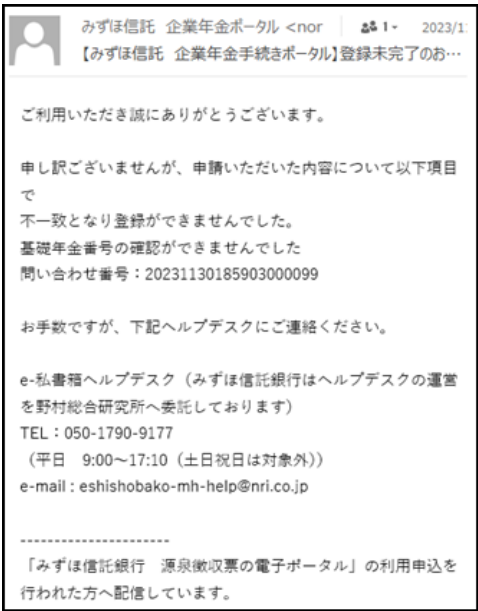 みずほ信託 企業年金ポータル <nor 1 2023/1
【みずほ信託 企業年金手続きポータル】登録未完了のお…
ご利用いただき誠にありがとうございます。
申し訳ございませんが、申請いただいた内容について以下項目
で
不一致となり登録ができませんでした。
基礎年金番号の確認ができませんでした
問い合わせ番号：20231130185903000099
お手数ですが、下記ヘルプデスクにご連絡ください。
e-私書箱ヘルプデスク（みずほ信託銀行はヘルプデスクの運営
を野村総合研究所へ委託しております）
TEL：050-1790-9177
（平日 9:00～17:10（土日祝日は対象外））
e-mail : eshishobako-mh-help@nri.co.jp
----------------------
「みずほ信託銀行 源泉徴収票の電子ポータル」の利用申込を
行われた方へ配信しています。